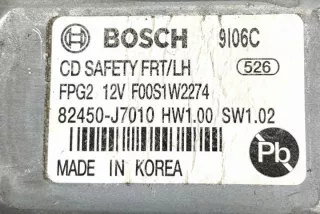 BOSCH 9I06C
CD SAFETY FRT/LH 526
FPG2 12V F00S1W2274
82450-J7010 HW1.00 SW1.02
Pb
MADE IN KOREA